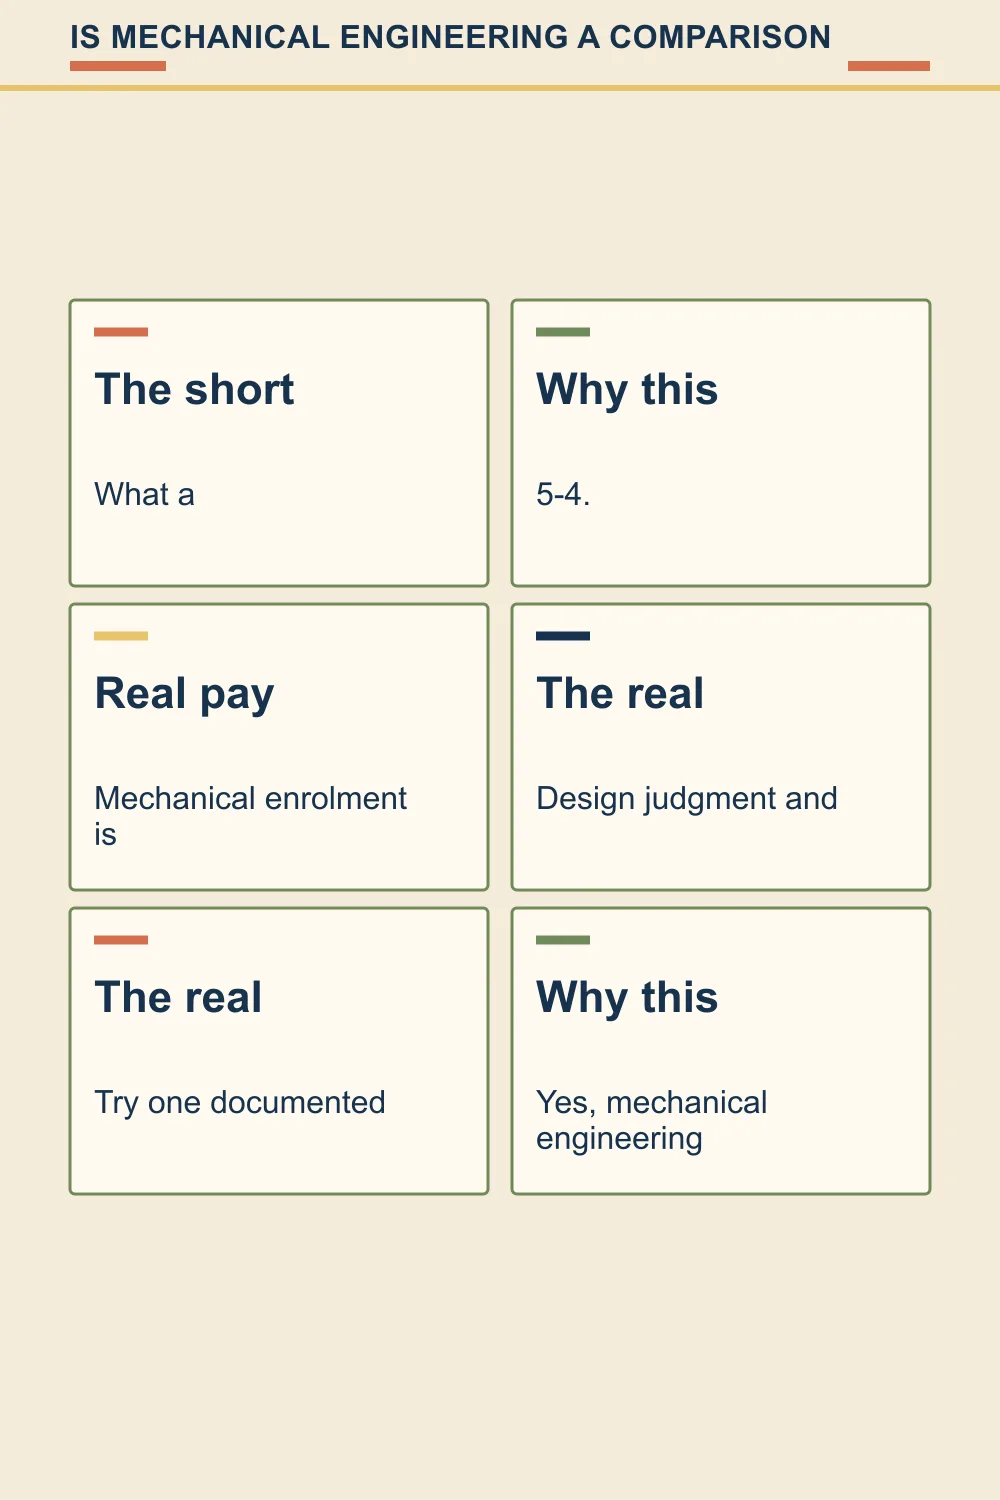 IS MECHANICAL ENGINEERING A COMPARISON
The short
What a
Why this
5-4.
Real pay
Mechanical enrolment
is
The real
Design judgment and
The real
Try one documented
Why this
Yes, mechanical
engineering